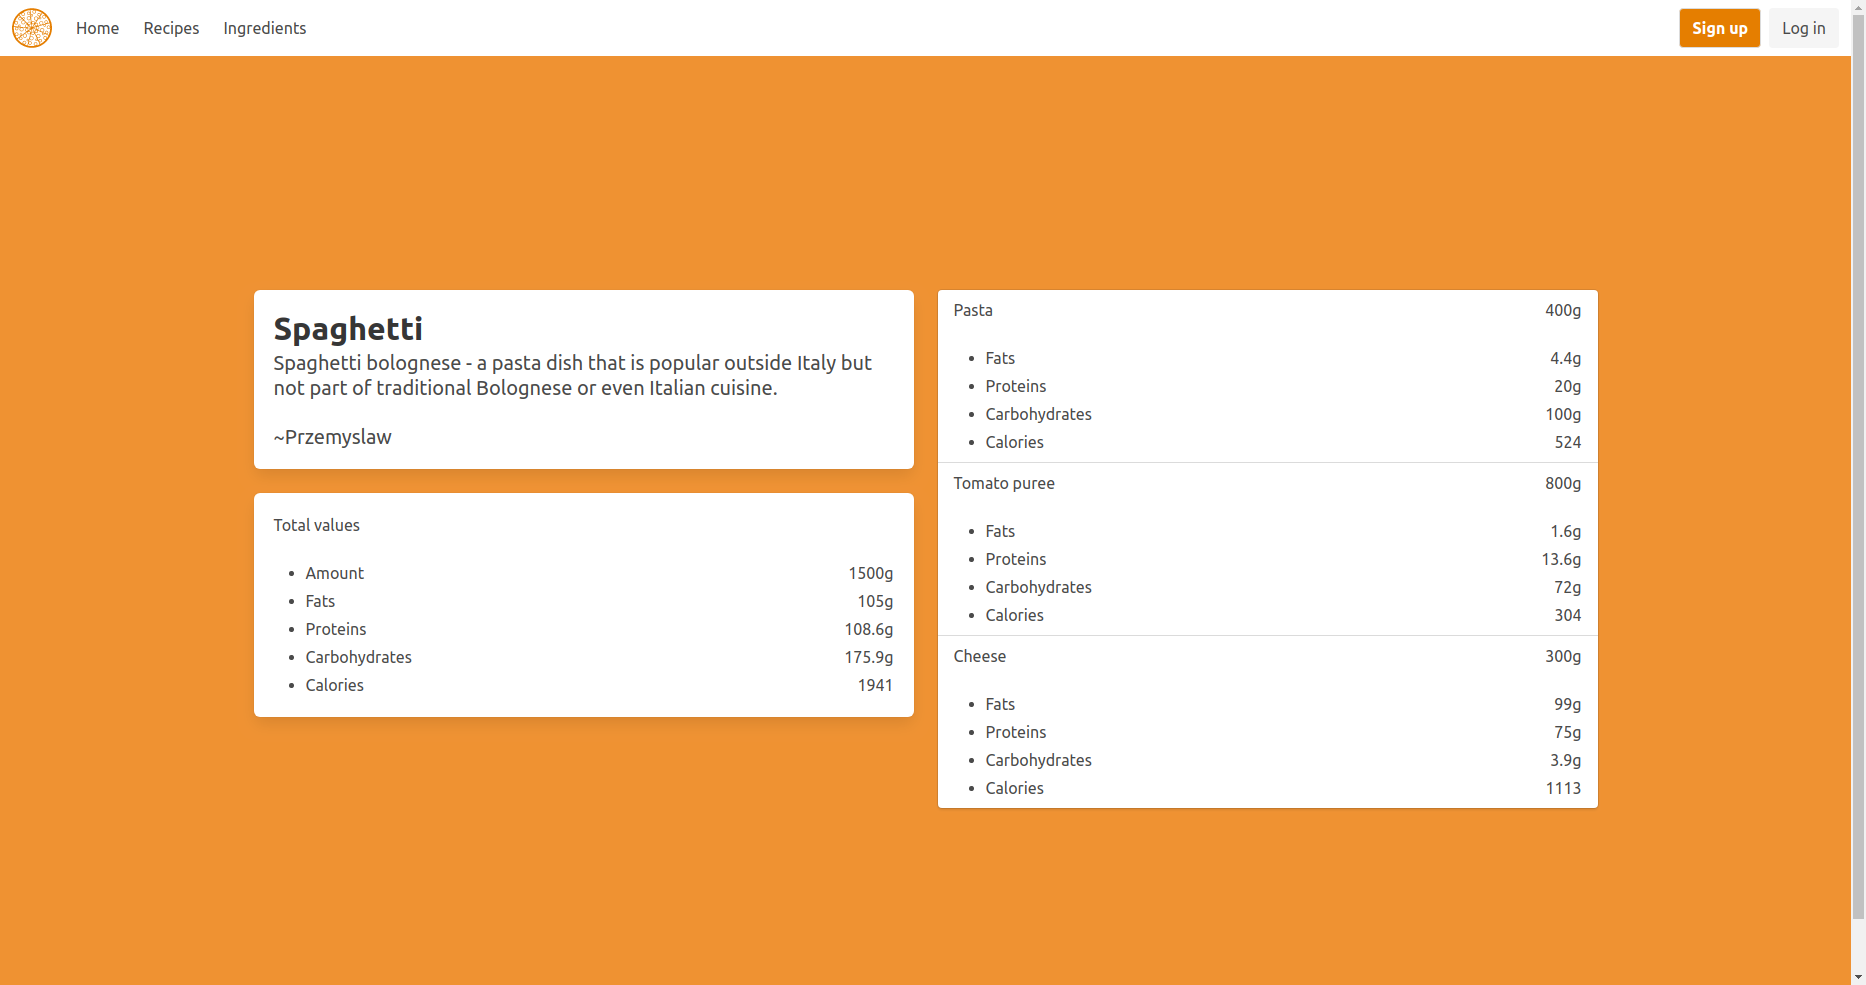 Home Recipes Ingredients Sign up Log in
Spaghetti
Spaghetti bolognese - a pasta dish that is popular outside Italy but
not part of traditional Bolognese or even Italian cuisine.
~Przemyslaw
Total values
Amount 1500g
Fats 105g
Proteins 108.6g
Carbohydrates 175.9g
Calories 1941
Pasta 400g
Fats 4.4g
Proteins 20g
Carbohydrates 100g
Calories 524
Tomato puree 800g
Fats 1.6g
Proteins 13.6g
Carbohydrates 72g
Calories 304
Cheese 300g
Fats 99g
Proteins 75g
Carbohydrates 3.9g
Calories 1113